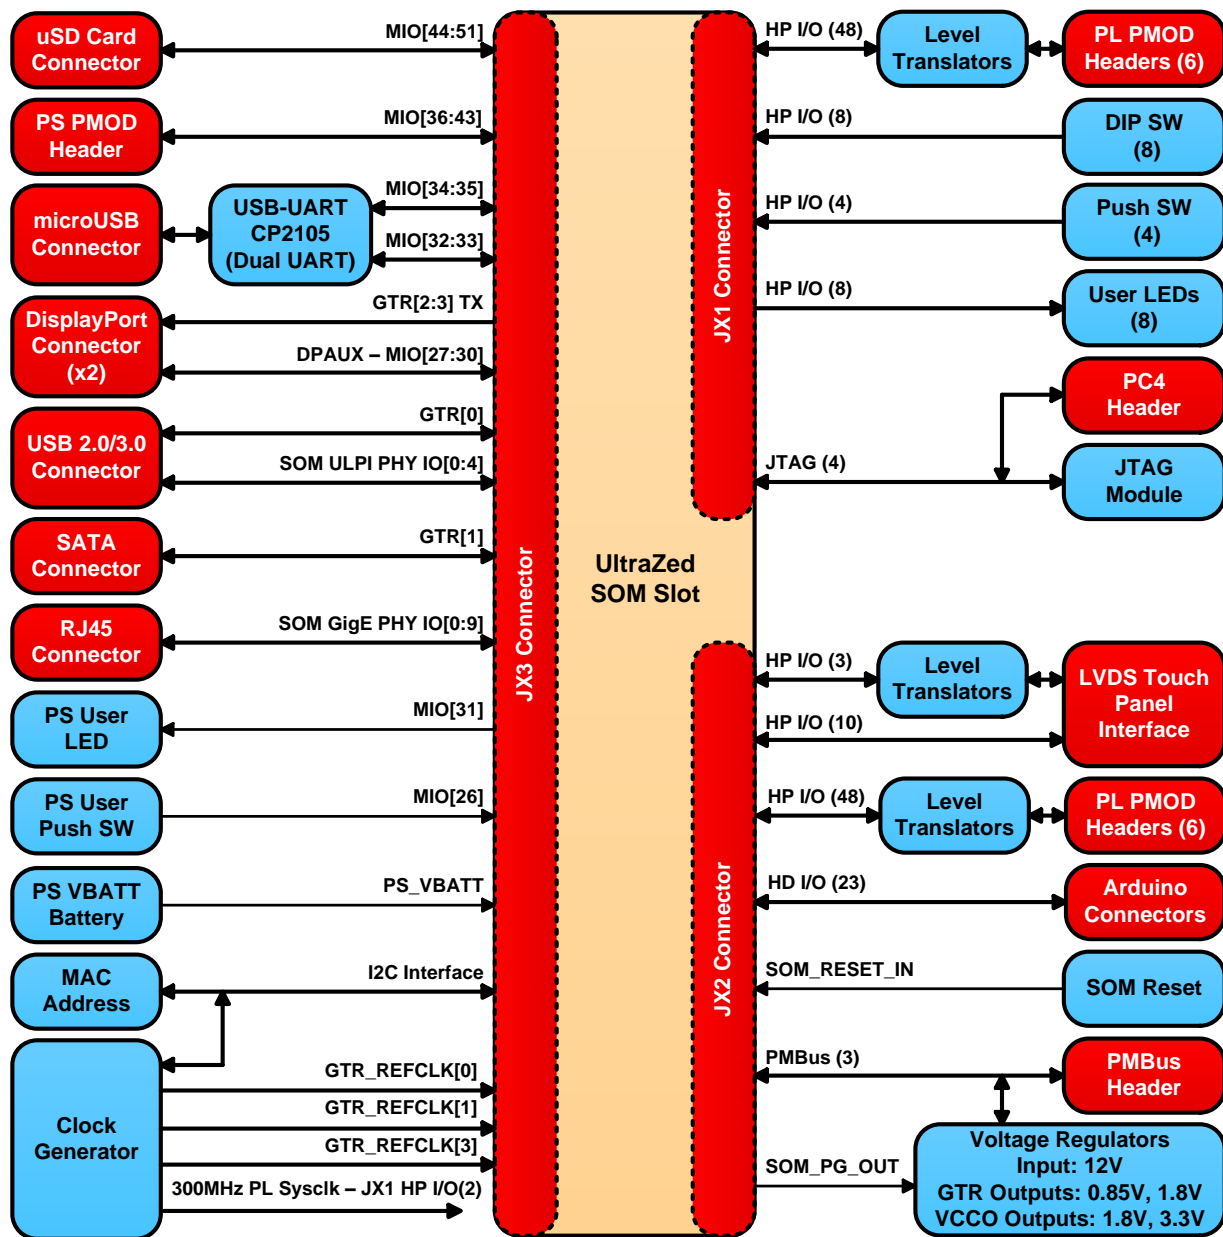 uSD Card
Connector
MIO[44:51]
PS PMOD
Header
MIO[36:43]
microUSB
Connector
USB-UART
CP2105
(Dual UART)
MIO[34:35]
MIO[32:33]
DisplayPort
Connector
(x2)
GTR[2:3] TX
DPAUX – MIO[27:30]
USB 2.0/3.0
Connector
GTR[0]
SOM ULPI PHY IO[0:4]
SATA
Connector
GTR[1]
RJ45
Connector
SOM GigE PHY IO[0:9]
PS User
LED
MIO[31]
PS User
Push SW
MIO[26]
PS VBATT
Battery
PS_VBATT
MAC
Address
I2C Interface
Clock
Generator
GTR_REFCLK[0]
GTR_REFCLK[1]
GTR_REFCLK[3]
300MHz PL Sysclk – JX1 HP I/O(2)
JX3 Connector
UltraZed
SOM Slot
JX1 Connector
JX2 Connector
HP I/O (48)
Level
Translators
PL PMOD
Headers (6)
HP I/O (8)
DIP SW
(8)
HP I/O (4)
Push SW
(4)
HP I/O (8)
User LEDs
(8)
PC4
Header
JTAG (4)
JTAG
Module
HP I/O (3)
Level
Translators
LVDS Touch
Panel
Interface
HP I/O (10)
HP I/O (48)
Level
Translators
PL PMOD
Headers (6)
HD I/O (23)
Arduino
Connectors
SOM_RESET_IN
SOM Reset
PMBus (3)
PMBus
Header
SOM_PG_OUT
Voltage Regulators
Input: 12V
GTR Outputs: 0.85V, 1.8V
VCCO Outputs: 1.8V, 3.3V